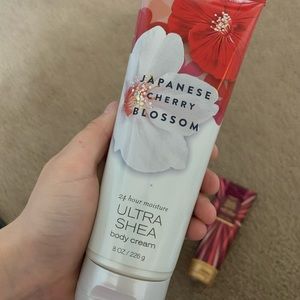 JAPANESE
CHERRY
BLOSSOM
24 hour moisture
ULTRA
SHEA
body cream
8 OZ / 226 g